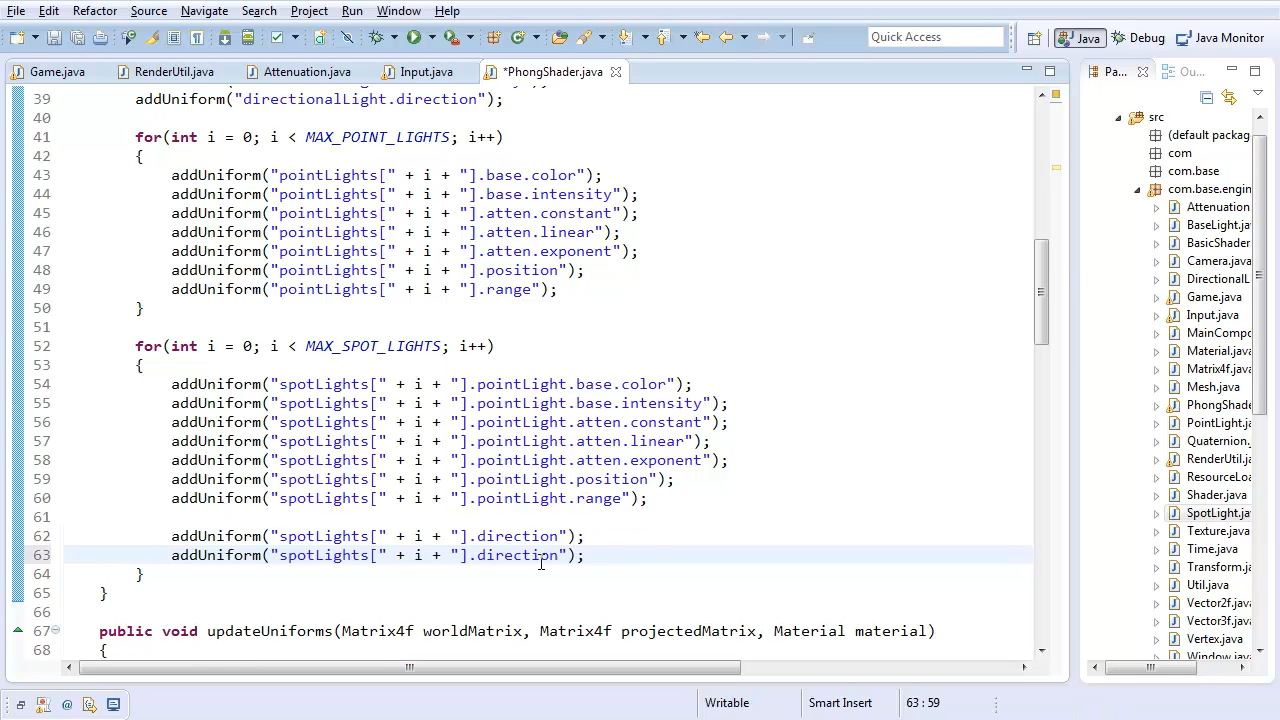 File Edit Refactor Source Navigate Search Project Run Window Help
Quick Access
Java Debug Java Monitor
Game.java RenderUtil.java Attenuation.java Input.java *PhongShader.java
Pa... Ou...
39 addUniform("directionalLight.direction");
40
41 for(int i = 0; i < MAX_POINT_LIGHTS; i++)
42 {
43 addUniform("pointLights[" + i + "].base.color");
44 addUniform("pointLights[" + i + "].base.intensity");
45 addUniform("pointLights[" + i + "].atten.constant");
46 addUniform("pointLights[" + i + "].atten.linear");
47 addUniform("pointLights[" + i + "].atten.exponent");
48 addUniform("pointLights[" + i + "].position");
49 addUniform("pointLights[" + i + "].range");
50 }
51
52 for(int i = 0; i < MAX_SPOT_LIGHTS; i++)
53 {
54 addUniform("spotLights[" + i + "].pointLight.base.color");
55 addUniform("spotLights[" + i + "].pointLight.base.intensity");
56 addUniform("spotLights[" + i + "].pointLight.atten.constant");
57 addUniform("spotLights[" + i + "].pointLight.atten.linear");
58 addUniform("spotLights[" + i + "].pointLight.atten.exponent");
59 addUniform("spotLights[" + i + "].pointLight.position");
60 addUniform("spotLights[" + i + "].pointLight.range");
61
62 addUniform("spotLights[" + i + "].direction");
63 addUniform("spotLights[" + i + "].direction");
64 }
65 }
66
67 public void updateUniforms(Matrix4f worldMatrix, Matrix4f projectedMatrix, Material material)
68 {
src
(default packag
com
com.base
com.base.engin
Attenuation
BaseLight.ja
BasicShader
Camera.java
DirectionalL
Game.java
Input.java
MainCompo
Material.java
Matrix4f.java
Mesh.java
PhongShade
PointLight.j
Quaternion.
RenderUtil.ja
ResourceLoa
Shader.java
SpotLight.jav
Texture.java
Time.java
Transform.ja
Util.java
Vector2f.java
Vector3f.java
Vertex.java
Window.java
Writable Smart Insert 63 : 59